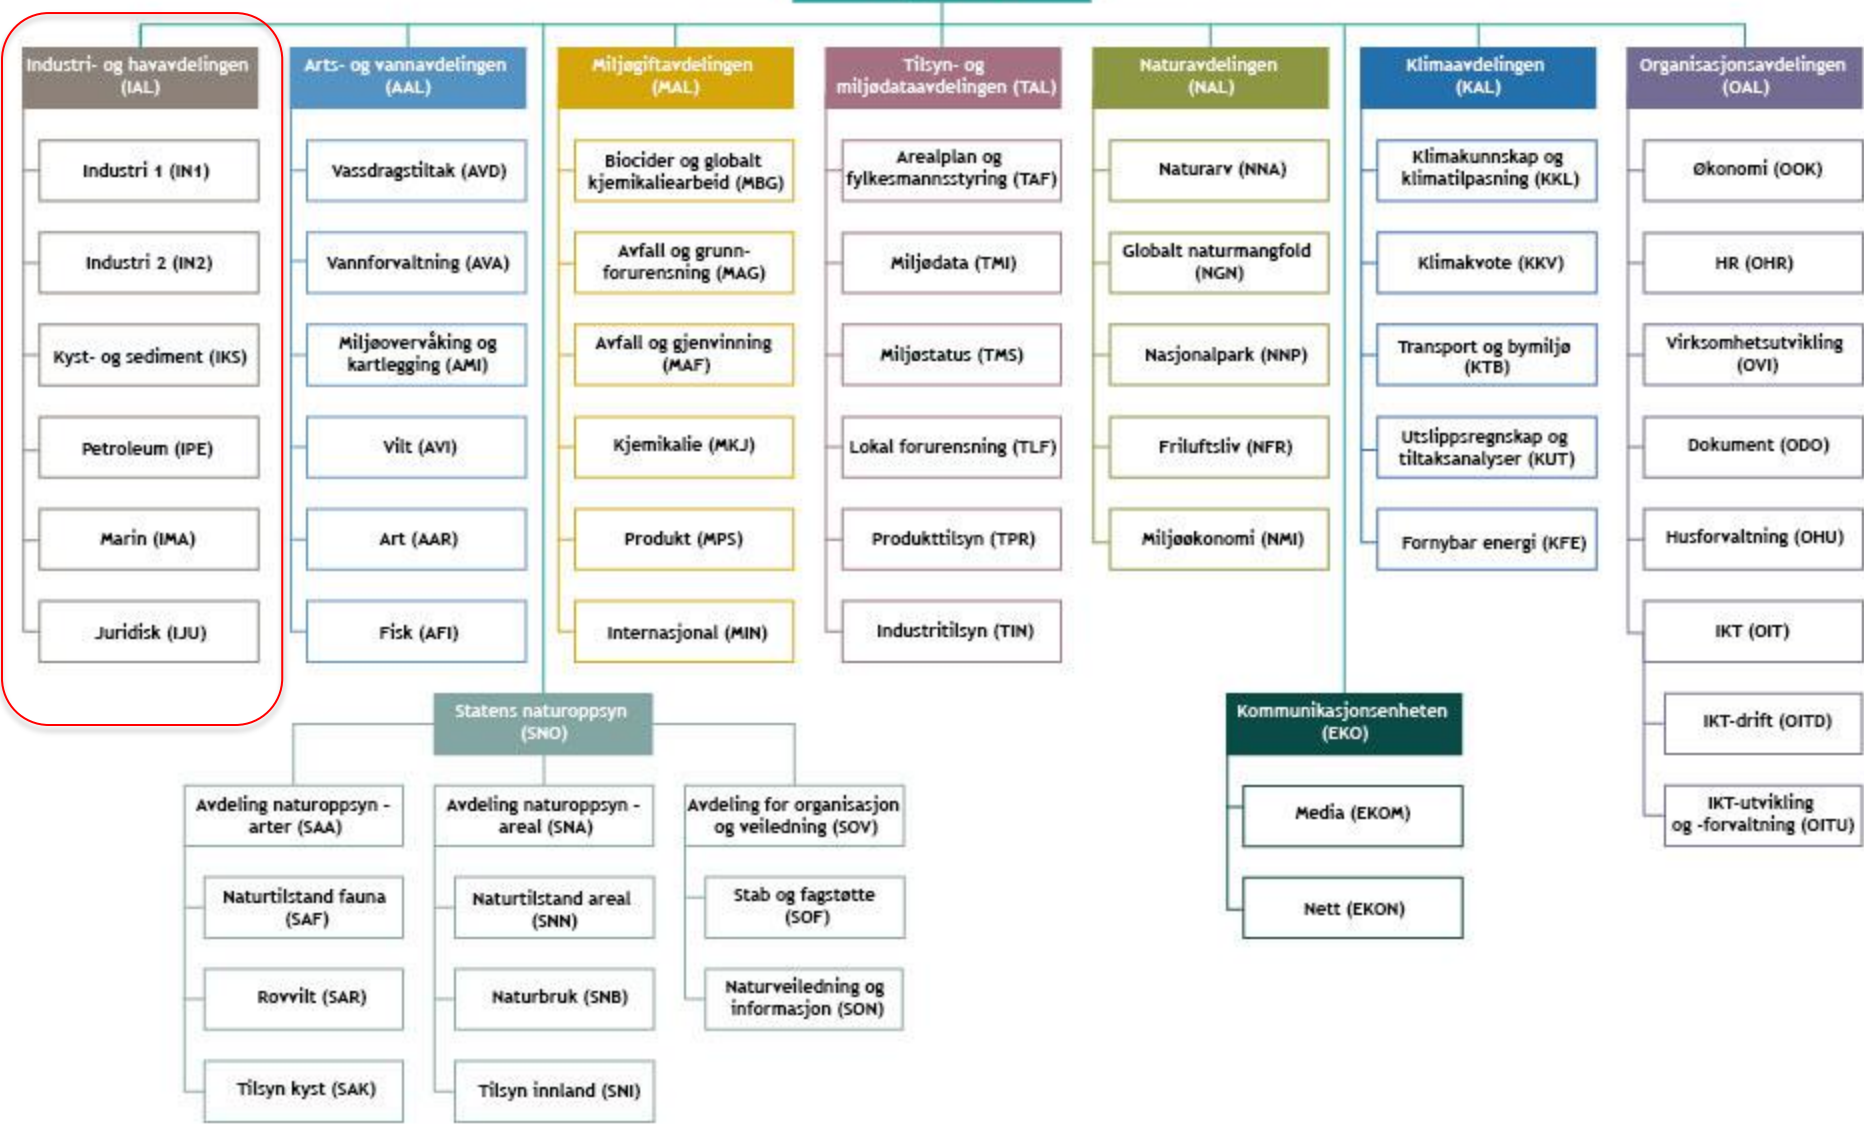 Industri- og havavdelingen
(IAL)
Industri 1 (IN1)
Industri 2 (IN2)
Kyst- og sediment (IKS)
Petroleum (IPE)
Marin (IMA)
Juridisk (IJU)
Arts- og vannavdelingen
(AAL)
Vassdragstiltak (AVD)
Vannforvaltning (AVA)
Miljøovervåking og
kartlegging (AMI)
Vilt (AVI)
Art (AAR)
Fisk (AFI)
Miljøgiftavdelingen
(MAL)
Biocider og globalt
kjemikaliearbeid (MBG)
Avfall og grunn-
forurensning (MAG)
Avfall og gjenvinning
(MAF)
Kjemikalie (MKJ)
Produkt (MPS)
Internasjonal (MIN)
Tilsyn- og
miljødataavdelingen (TAL)
Arealplan og
fylkesmannsstyring (TAF)
Miljødata (TMI)
Miljøstatus (TMS)
Lokal forurensning (TLF)
Produkttilsyn (TPR)
Industritilsyn (TIN)
Naturavdelingen
(NAL)
Naturarv (NNA)
Globalt naturmangfold
(NGN)
Nasjonalpark (NNP)
Friluftsliv (NFR)
Miljøøkonomi (NMI)
Klimaavdelingen
(KAL)
Klimakunnskap og
klimatilpasning (KKL)
Klimakvote (KKV)
Transport og bymiljø
(KTB)
Utslippsregnskap og
tiltaksanalyser (KUT)
Fornybar energi (KFE)
Organisasjonsavdelingen
(OAL)
Økonomi (OOK)
HR (OHR)
Virksomhetsutvikling
(OVI)
Dokument (ODO)
Husforvaltning (OHU)
IKT (OIT)
IKT-drift (OITD)
IKT-utvikling
og -forvaltning (OITU)
Statens naturoppsyn
(SNO)
Avdeling naturoppsyn -
arter (SAA)
Naturtilstand fauna
(SAF)
Rovvilt (SAR)
Tilsyn kyst (SAK)
Avdeling naturoppsyn -
areal (SNA)
Naturtilstand areal
(SNN)
Naturbruk (SNB)
Tilsyn innland (SNI)
Avdeling for organisasjon
og veiledning (SOV)
Stab og fagstøtte
(SOF)
Naturveiledning og
informasjon (SON)
Kommunikasjonsenheten
(EKO)
Media (EKOM)
Nett (EKON)